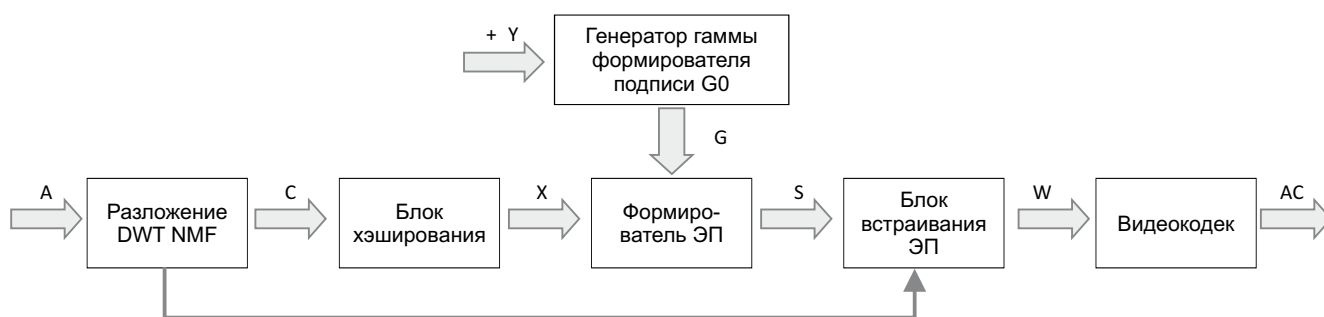 + Y
Генератор гаммы
формирователя
подписи G0
G
A
Разложение
DWT NMF
C
Блок
хэширования
X
Формиро-
ватель ЭП
S
Блок
встраивания
ЭП
W
Видеокодек
AC